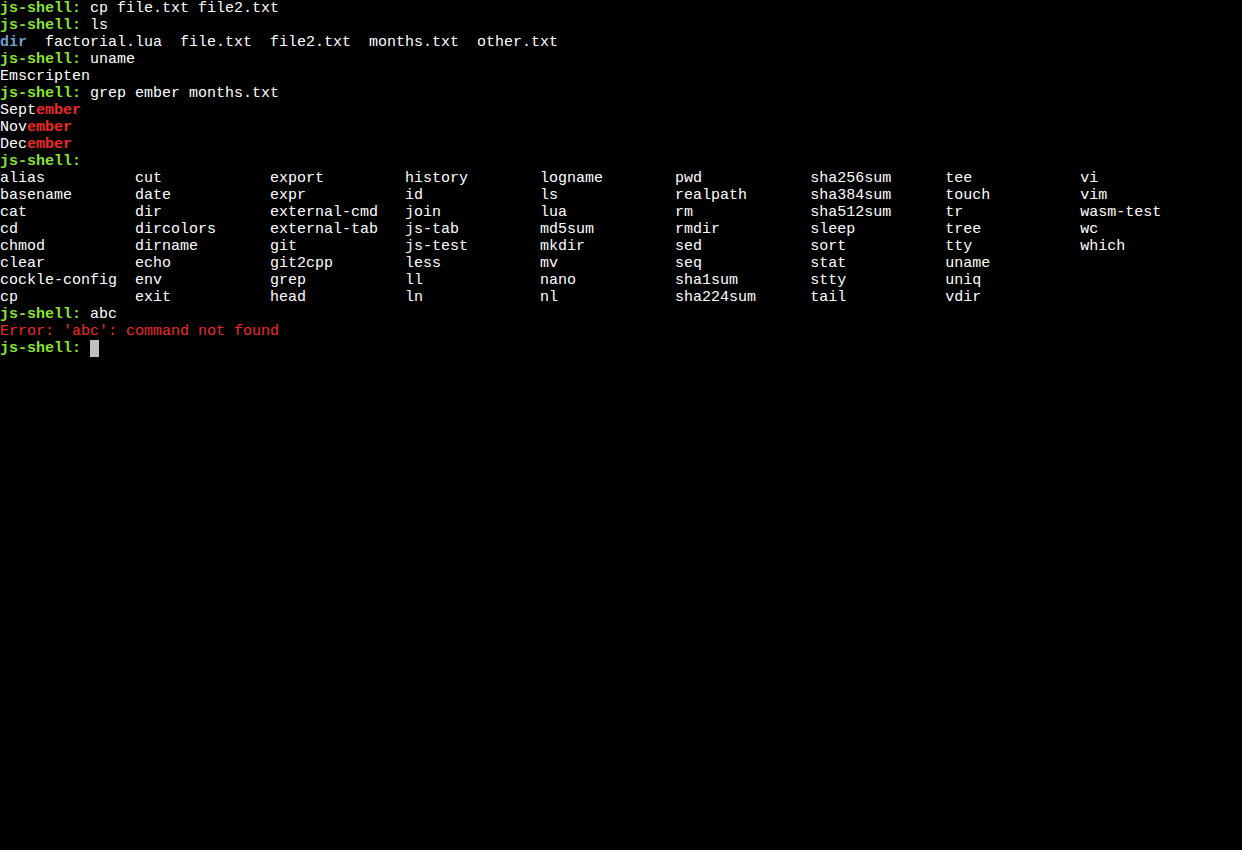 js-shell: cp file.txt file2.txt
js-shell: ls
dir  factorial.lua  file.txt  file2.txt  months.txt  other.txt
js-shell: uname
Emscripten
js-shell: grep ember months.txt
September
November
December
js-shell:
alias          cut            export         history        logname        pwd            sha256sum      tee            vi
basename       date           expr           id             ls             realpath       sha384sum      touch          vim
cat            dir            external-cmd   join           lua            rm             sha512sum      tr             wasm-test
cd             dircolors      external-tab   js-tab         md5sum         rmdir          sleep          tree           wc
chmod          dirname        git            js-test        mkdir          sed            sort           tty            which
clear          echo           git2cpp        less           mv             seq            stat           uname
cockle-config  env            grep           ll             nano           sha1sum        stty           uniq
cp             exit           head           ln             nl             sha224sum      tail           vdir
js-shell: abc
Error: 'abc': command not found
js-shell: